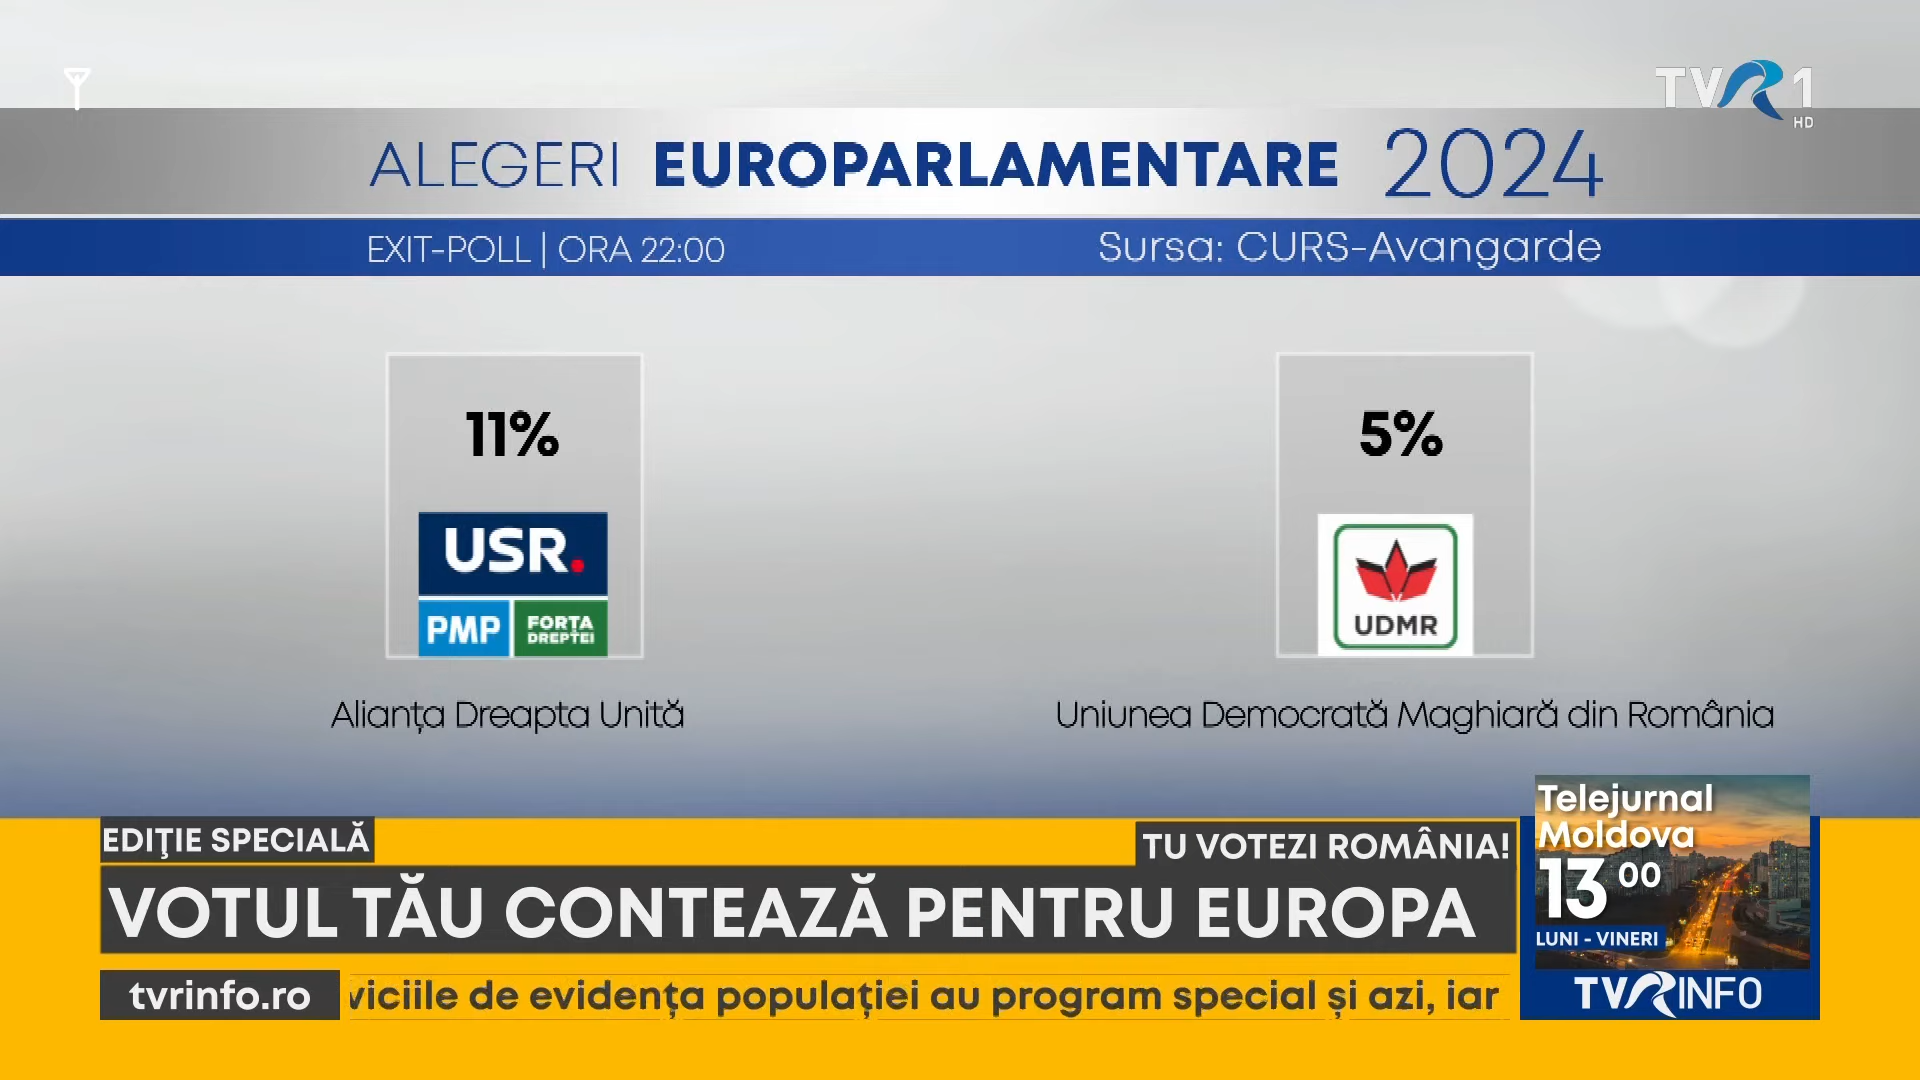 TVR1
HD
ALEGERI EUROPARLAMENTARE 2024
EXIT-POLL | ORA 22:00
Sursa: CURS-Avangarde
11%
USR.
PMP
FORȚA
DREPTEI
Alianța Dreapta Unită
5%
UDMR
Uniunea Democrată Maghiară din România
EDIŢIE SPECIALĂ
TU VOTEZI ROMÂNIA!
VOTUL TĂU CONTEAZĂ PENTRU EUROPA
tvrinfo.ro
viciile de evidența populației au program special și azi, iar
Telejurnal
Moldova
13 00
LUNI - VINERI
TVR INFO